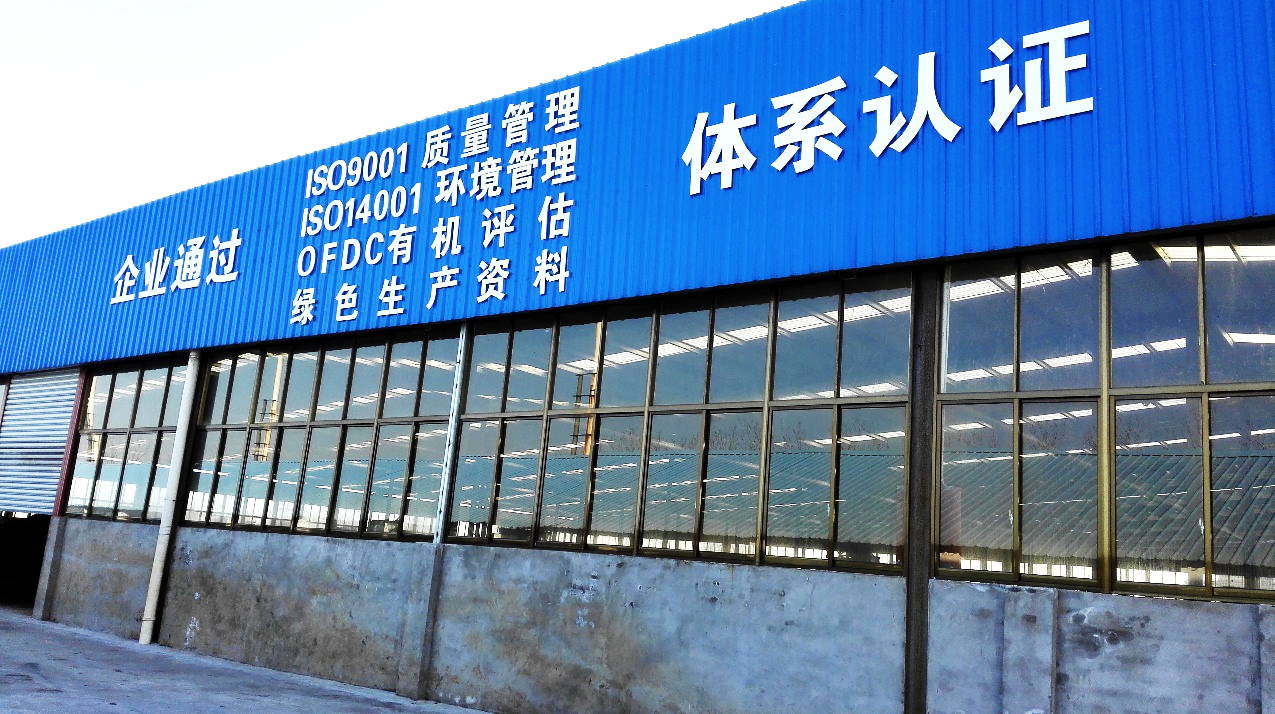 企业通过
ISO9001 质量管理
ISO14001 环境管理
OFDC有机评估
绿色生产资料
体系认证